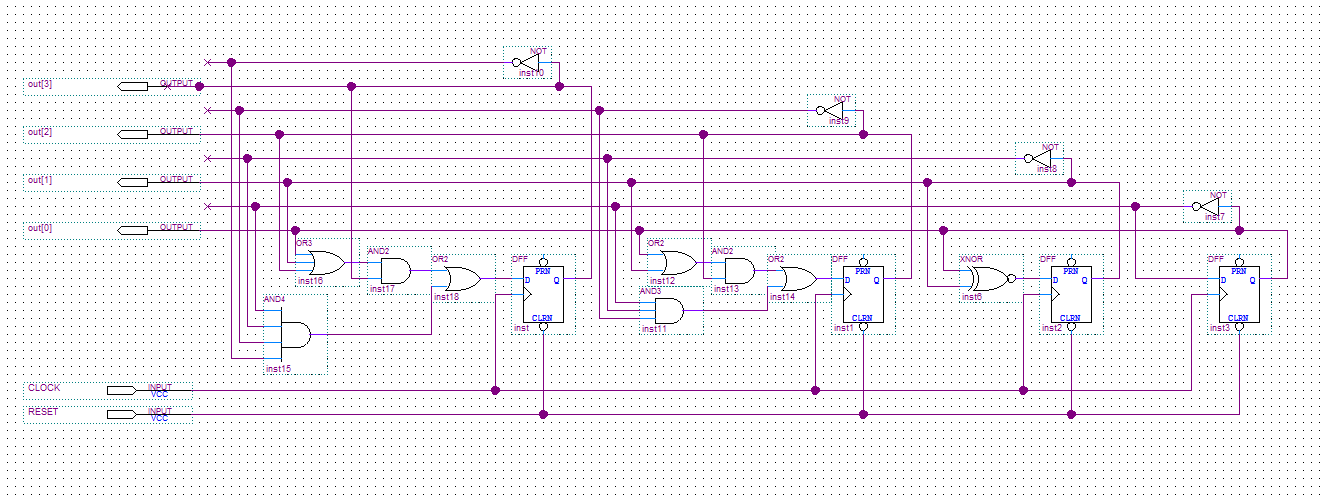 NOT
inst10
out[3]
OUTPUT
NOT
inst9
out[2]
OUTPUT
NOT
inst8
out[1]
OUTPUT
NOT
inst7
out[0]
OUTPUT
OR3
inst16
AND2
inst17
OR2
inst18
DFF
PRN
D
Q
CLRN
inst
OR2
inst12
AND2
inst13
OR2
inst14
DFF
PRN
D
Q
CLRN
inst1
XNOR
inst6
DFF
PRN
D
Q
CLRN
inst2
DFF
PRN
D
Q
CLRN
inst3
AND3
inst11
AND4
inst15
CLOCK
INPUT
VCC
RESET
INPUT
VCC